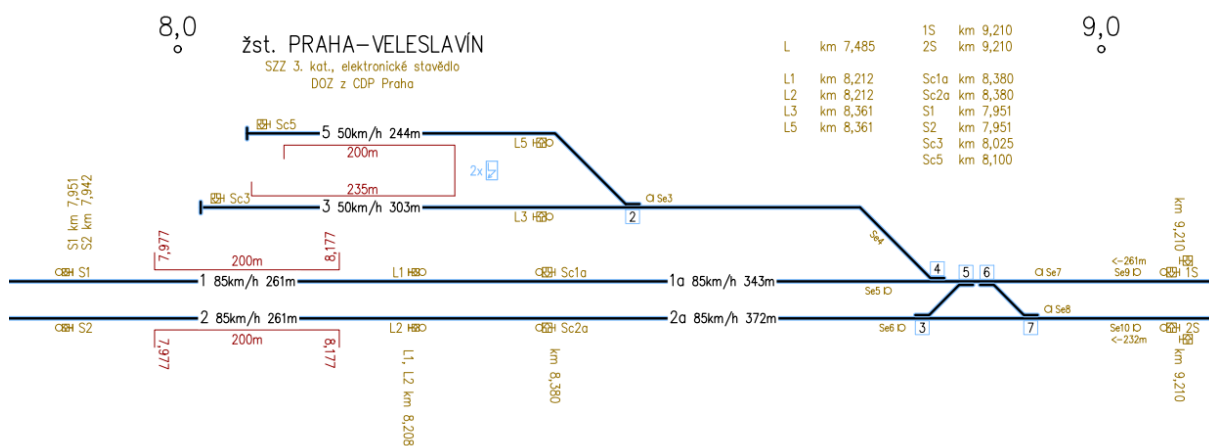 8,0
žst. PRAHA–VELESLAVÍN
SZZ 3. kat., elektronické stavědlo
DOZ z CDP Praha
9,0
1S km 9,210
L km 7,485 2S km 9,210
L1 km 8,212 Sc1a km 8,380
L2 km 8,212 Sc2a km 8,380
L3 km 8,361 S1 km 7,951
L5 km 8,361 S2 km 7,951
Sc3 km 8,025
Sc5 km 8,100
Sc5
5 50km/h 244m
L5
200m
2x
235m
Sc3
3 50km/h 303m
L3
2
Se3
S1 km 7,951
S2 km 7,942
7,977
8,177
200m
Se4
km 9,210
S1
1 85km/h 261m
L1
Sc1a
1a 85km/h 343m
Se5
4
5
6
Se7
<-261m
Se9
1S
S2
2 85km/h 261m
L2
Sc2a
2a 85km/h 372m
Se6
3
7
Se8
Se10
<-232m
2S
7,977
200m
8,177
L1, L2 km 8,208
km 8,380
km 9,210